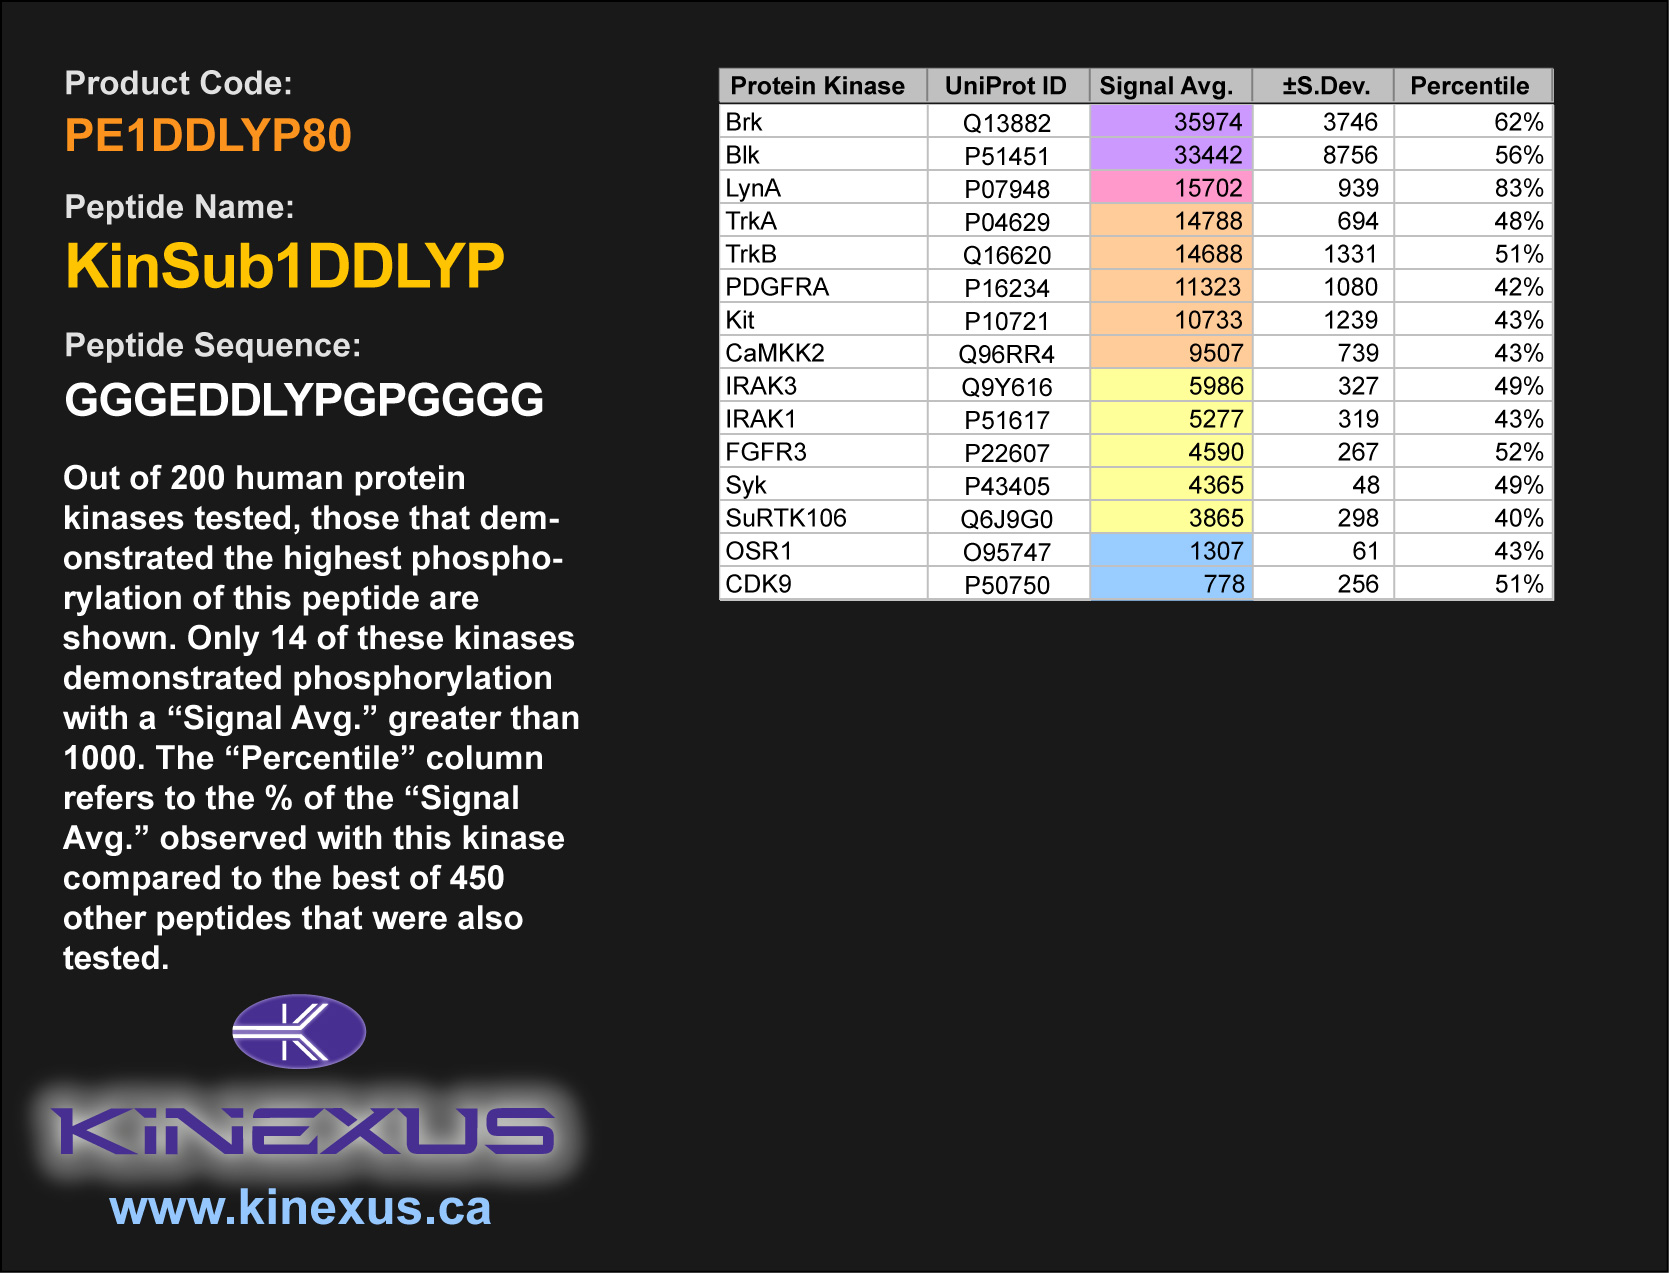 Product Code:
PE1DDLYP80
Peptide Name:
KinSub1DDLYP
Peptide Sequence:
GGGEDDLYPGPGGGG
Out of 200 human protein
kinases tested, those that dem-
onstrated the highest phospho-
rylation of this peptide are
shown. Only 14 of these kinases
demonstrated phosphorylation
with a “Signal Avg.” greater than
1000. The “Percentile” column
refers to the % of the “Signal
Avg.” observed with this kinase
compared to the best of 450
other peptides that were also
tested.
KINEXUS
www.kinexus.ca
Protein Kinase UniProt ID Signal Avg. ±S.Dev. Percentile
Brk Q13882 35974 3746 62%
Blk P51451 33442 8756 56%
LynA P07948 15702 939 83%
TrkA P04629 14788 694 48%
TrkB Q16620 14688 1331 51%
PDGFRA P16234 11323 1080 42%
Kit P10721 10733 1239 43%
CaMKK2 Q96RR4 9507 739 43%
IRAK3 Q9Y616 5986 327 49%
IRAK1 P51617 5277 319 43%
FGFR3 P22607 4590 267 52%
Syk P43405 4365 48 49%
SuRTK106 Q6J9G0 3865 298 40%
OSR1 O95747 1307 61 43%
CDK9 P50750 778 256 51%